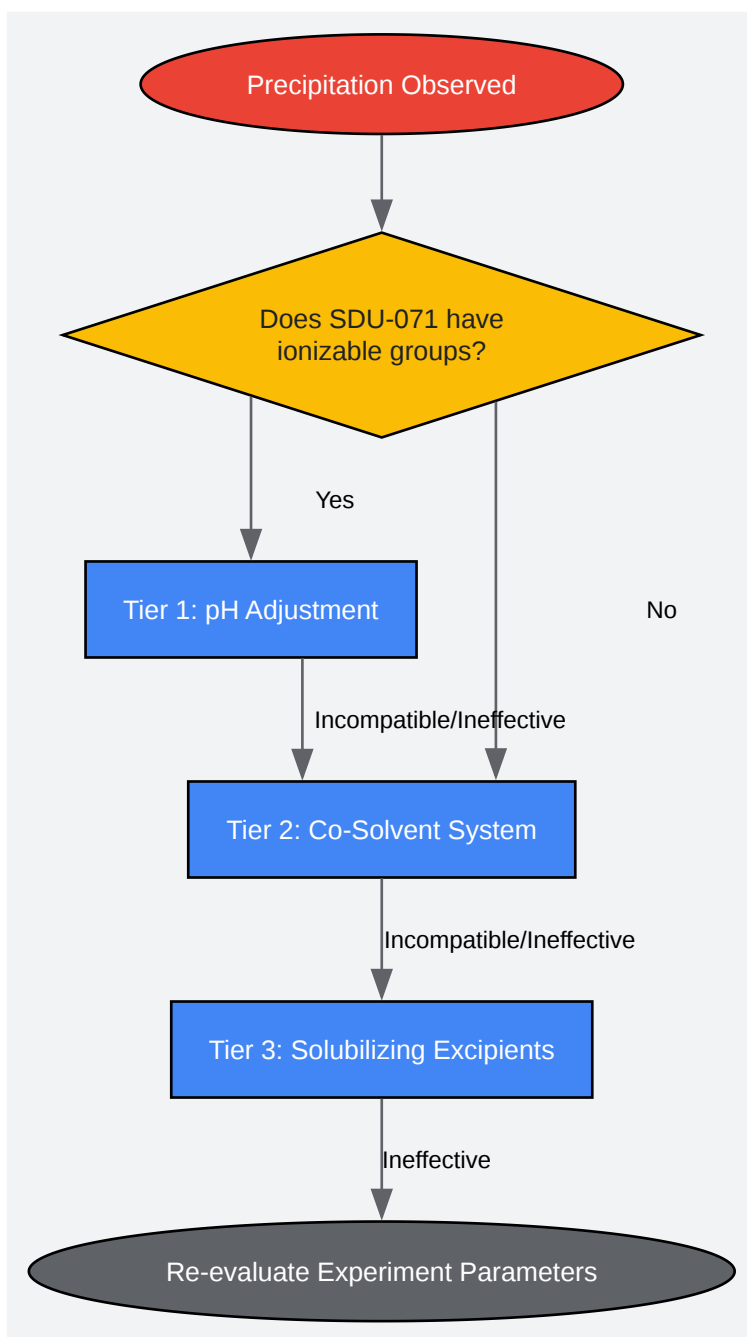 Precipitation Observed
Does SDU-071 have
ionizable groups?
Yes
Tier 1: pH Adjustment
No
Incompatible/Ineffective
Tier 2: Co-Solvent System
Incompatible/Ineffective
Tier 3: Solubilizing Excipients
Ineffective
Re-evaluate Experiment Parameters